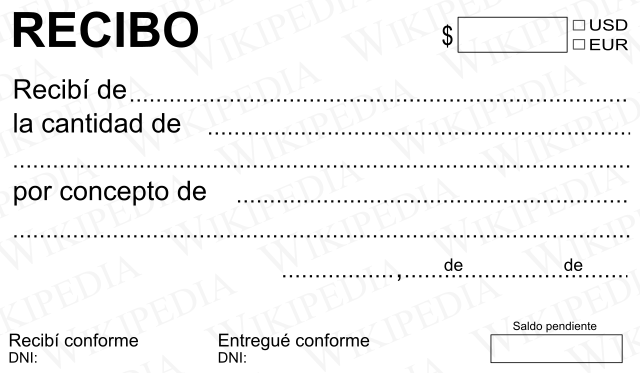 RECIBO
$ USD
EUR
Recibí de
la cantidad de
por concepto de
, de de
Saldo pendiente
Recibí conforme Entregué conforme
DNI: DNI:
WIKIPEDIA